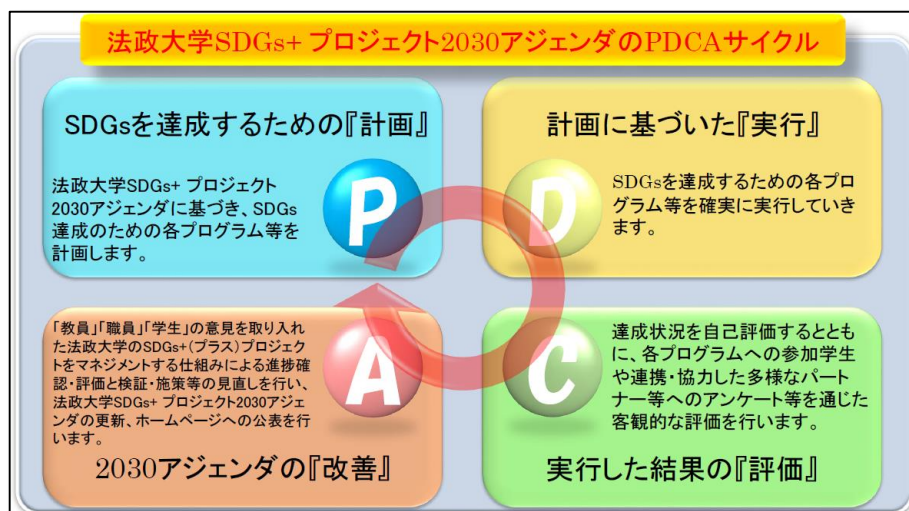 法政大学SDGs+ プロジェクト2030アジェンダのPDCAサイクル
SDGsを達成するための『計画』
法政大学SDGs+ プロジェクト
2030アジェンダに基づき、SDGs
達成のための各プログラム等を
計画します。
P
計画に基づいた『実行』
SDGsを達成するための各プロ
グラム等を確実に実行していき
ます。
D
「教員」「職員」「学生」の意見を取り入れ
た法政大学のSDGs+(プラス)プロジェク
トをマネジメントする仕組みによる進捗確
認・評価と検証・施策等の見直しを行い、
法政大学SDGs+ プロジェクト2030アジェ
ンダの更新、ホームページへの公表を行
います。
A
2030アジェンダの『改善』
達成状況を自己評価するととも
に、各プログラムへの参加学生
や連携・協力した多様なパート
ナー等へのアンケート等を通じた
客観的な評価を行います。
C
実行した結果の『評価』